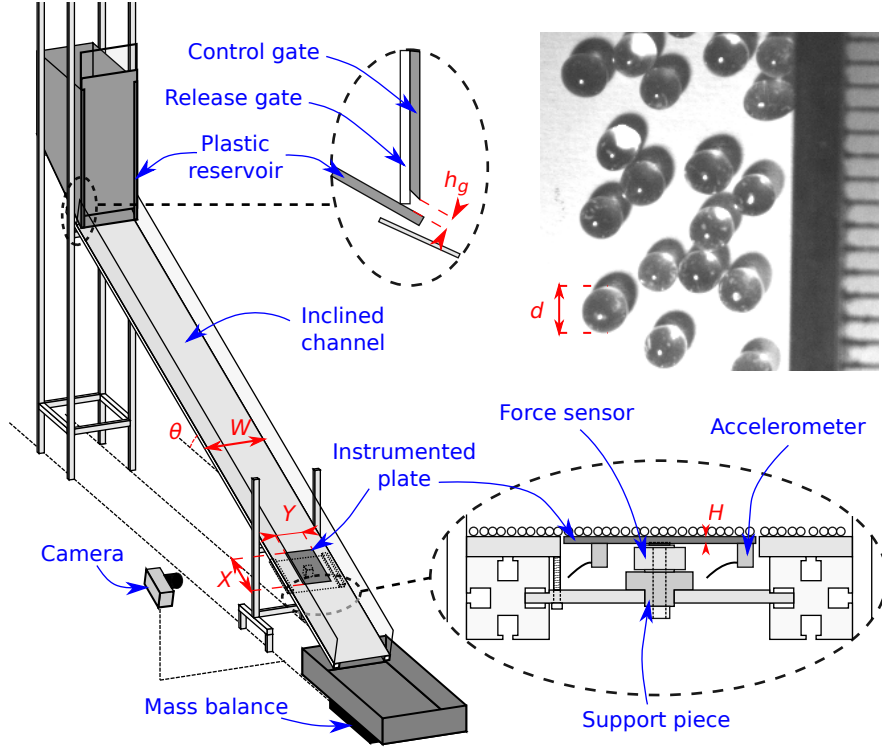 Control gate
Release gate
Plastic
reservoir
h_g
d
Inclined
channel
θ
W
Force sensor
Accelerometer
Instrumented
plate
H
Y
X
Camera
Mass balance
Support piece